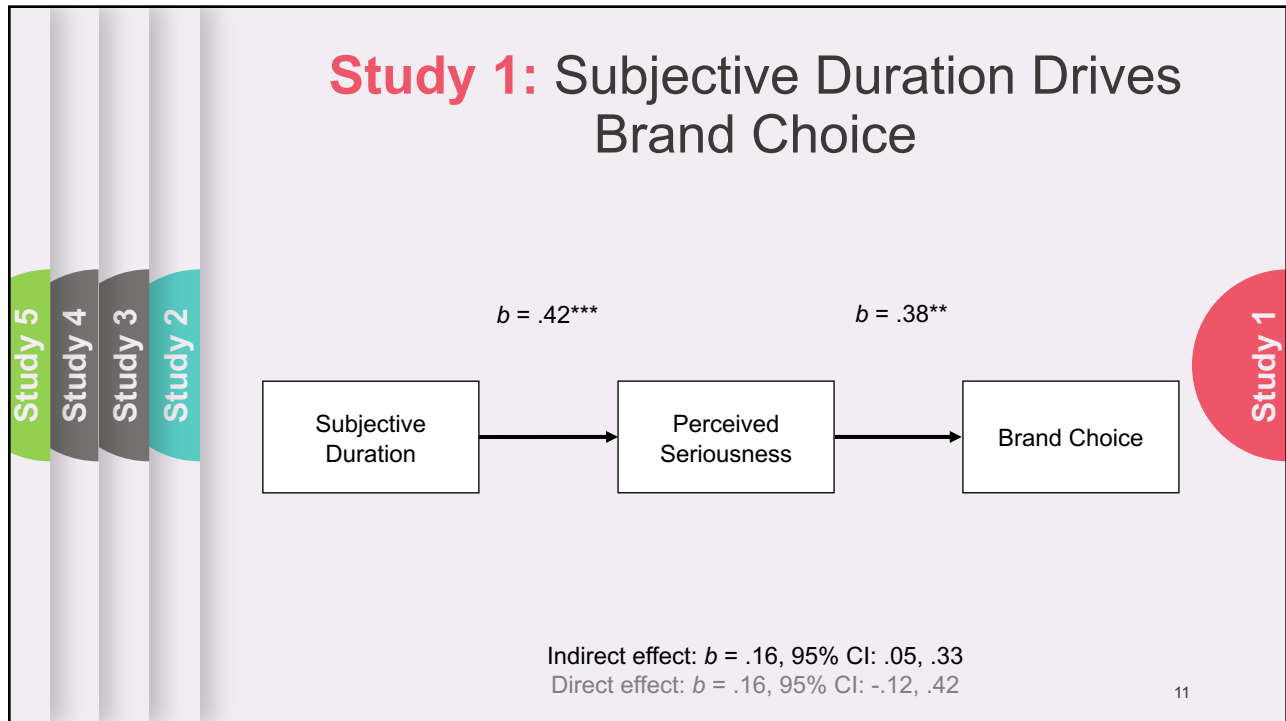 Study 1: Subjective Duration Drives
Brand Choice
Study 5
Study 4
Study 3
Study 2
b = .42***
b = .38**
Subjective
Duration
Perceived
Seriousness
Brand Choice
Study 1
Indirect effect: b = .16, 95% CI: .05, .33
Direct effect: b = .16, 95% CI: -.12, .42
11